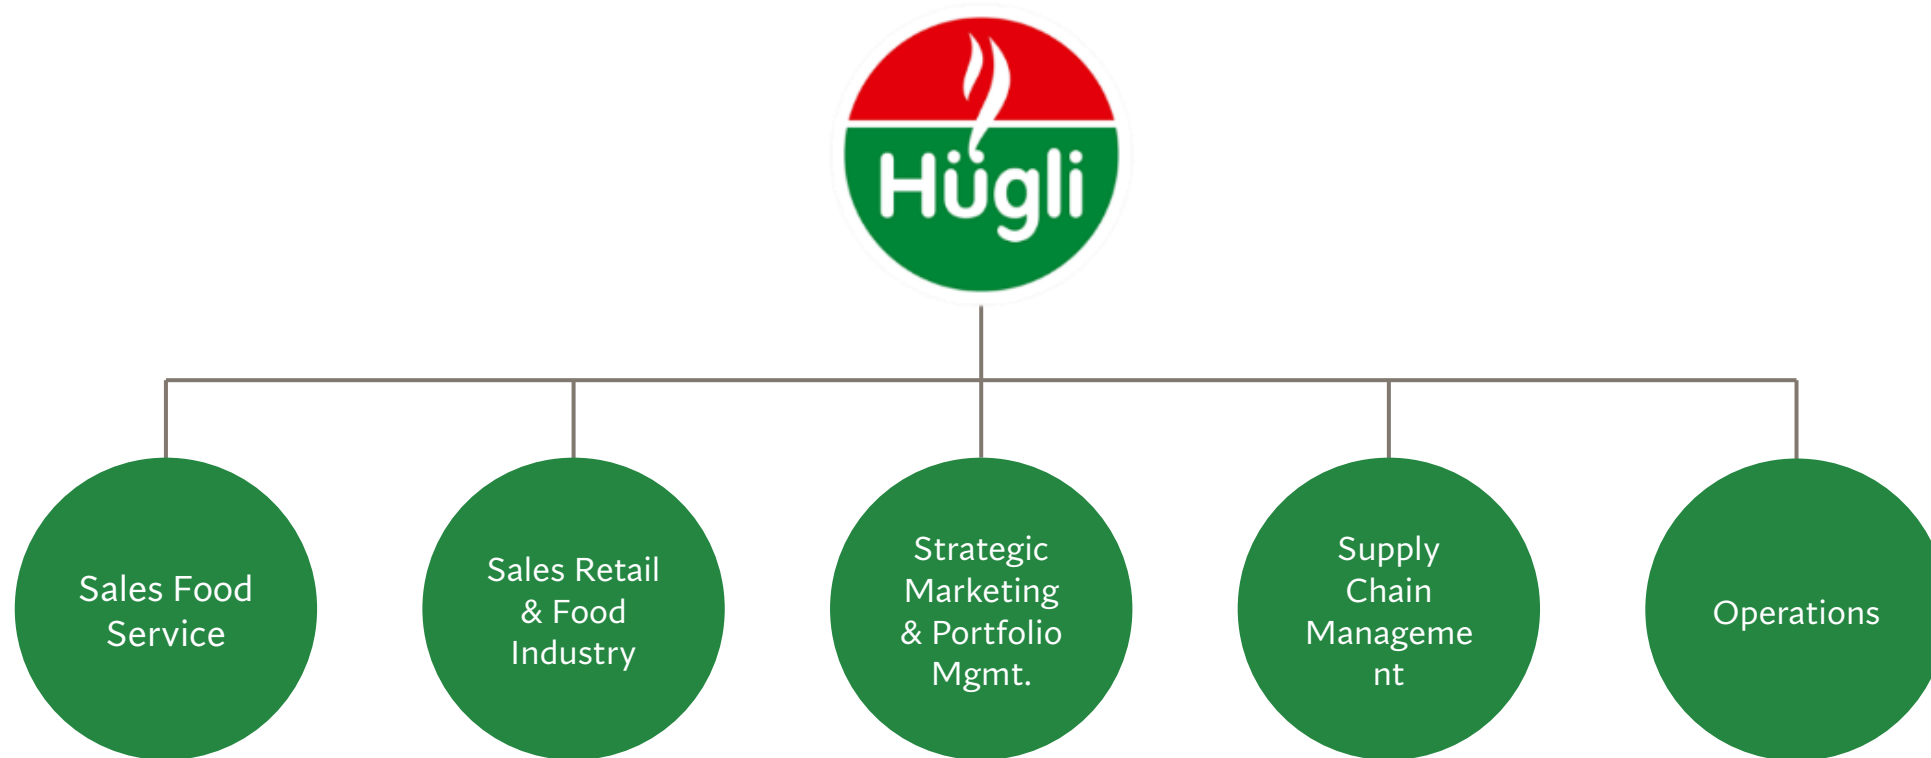 Hügli
Sales Food
Service
Sales Retail
& Food
Industry
Strategic
Marketing
& Portfolio
Mgmt.
Supply
Chain
Manageme
nt
Operations